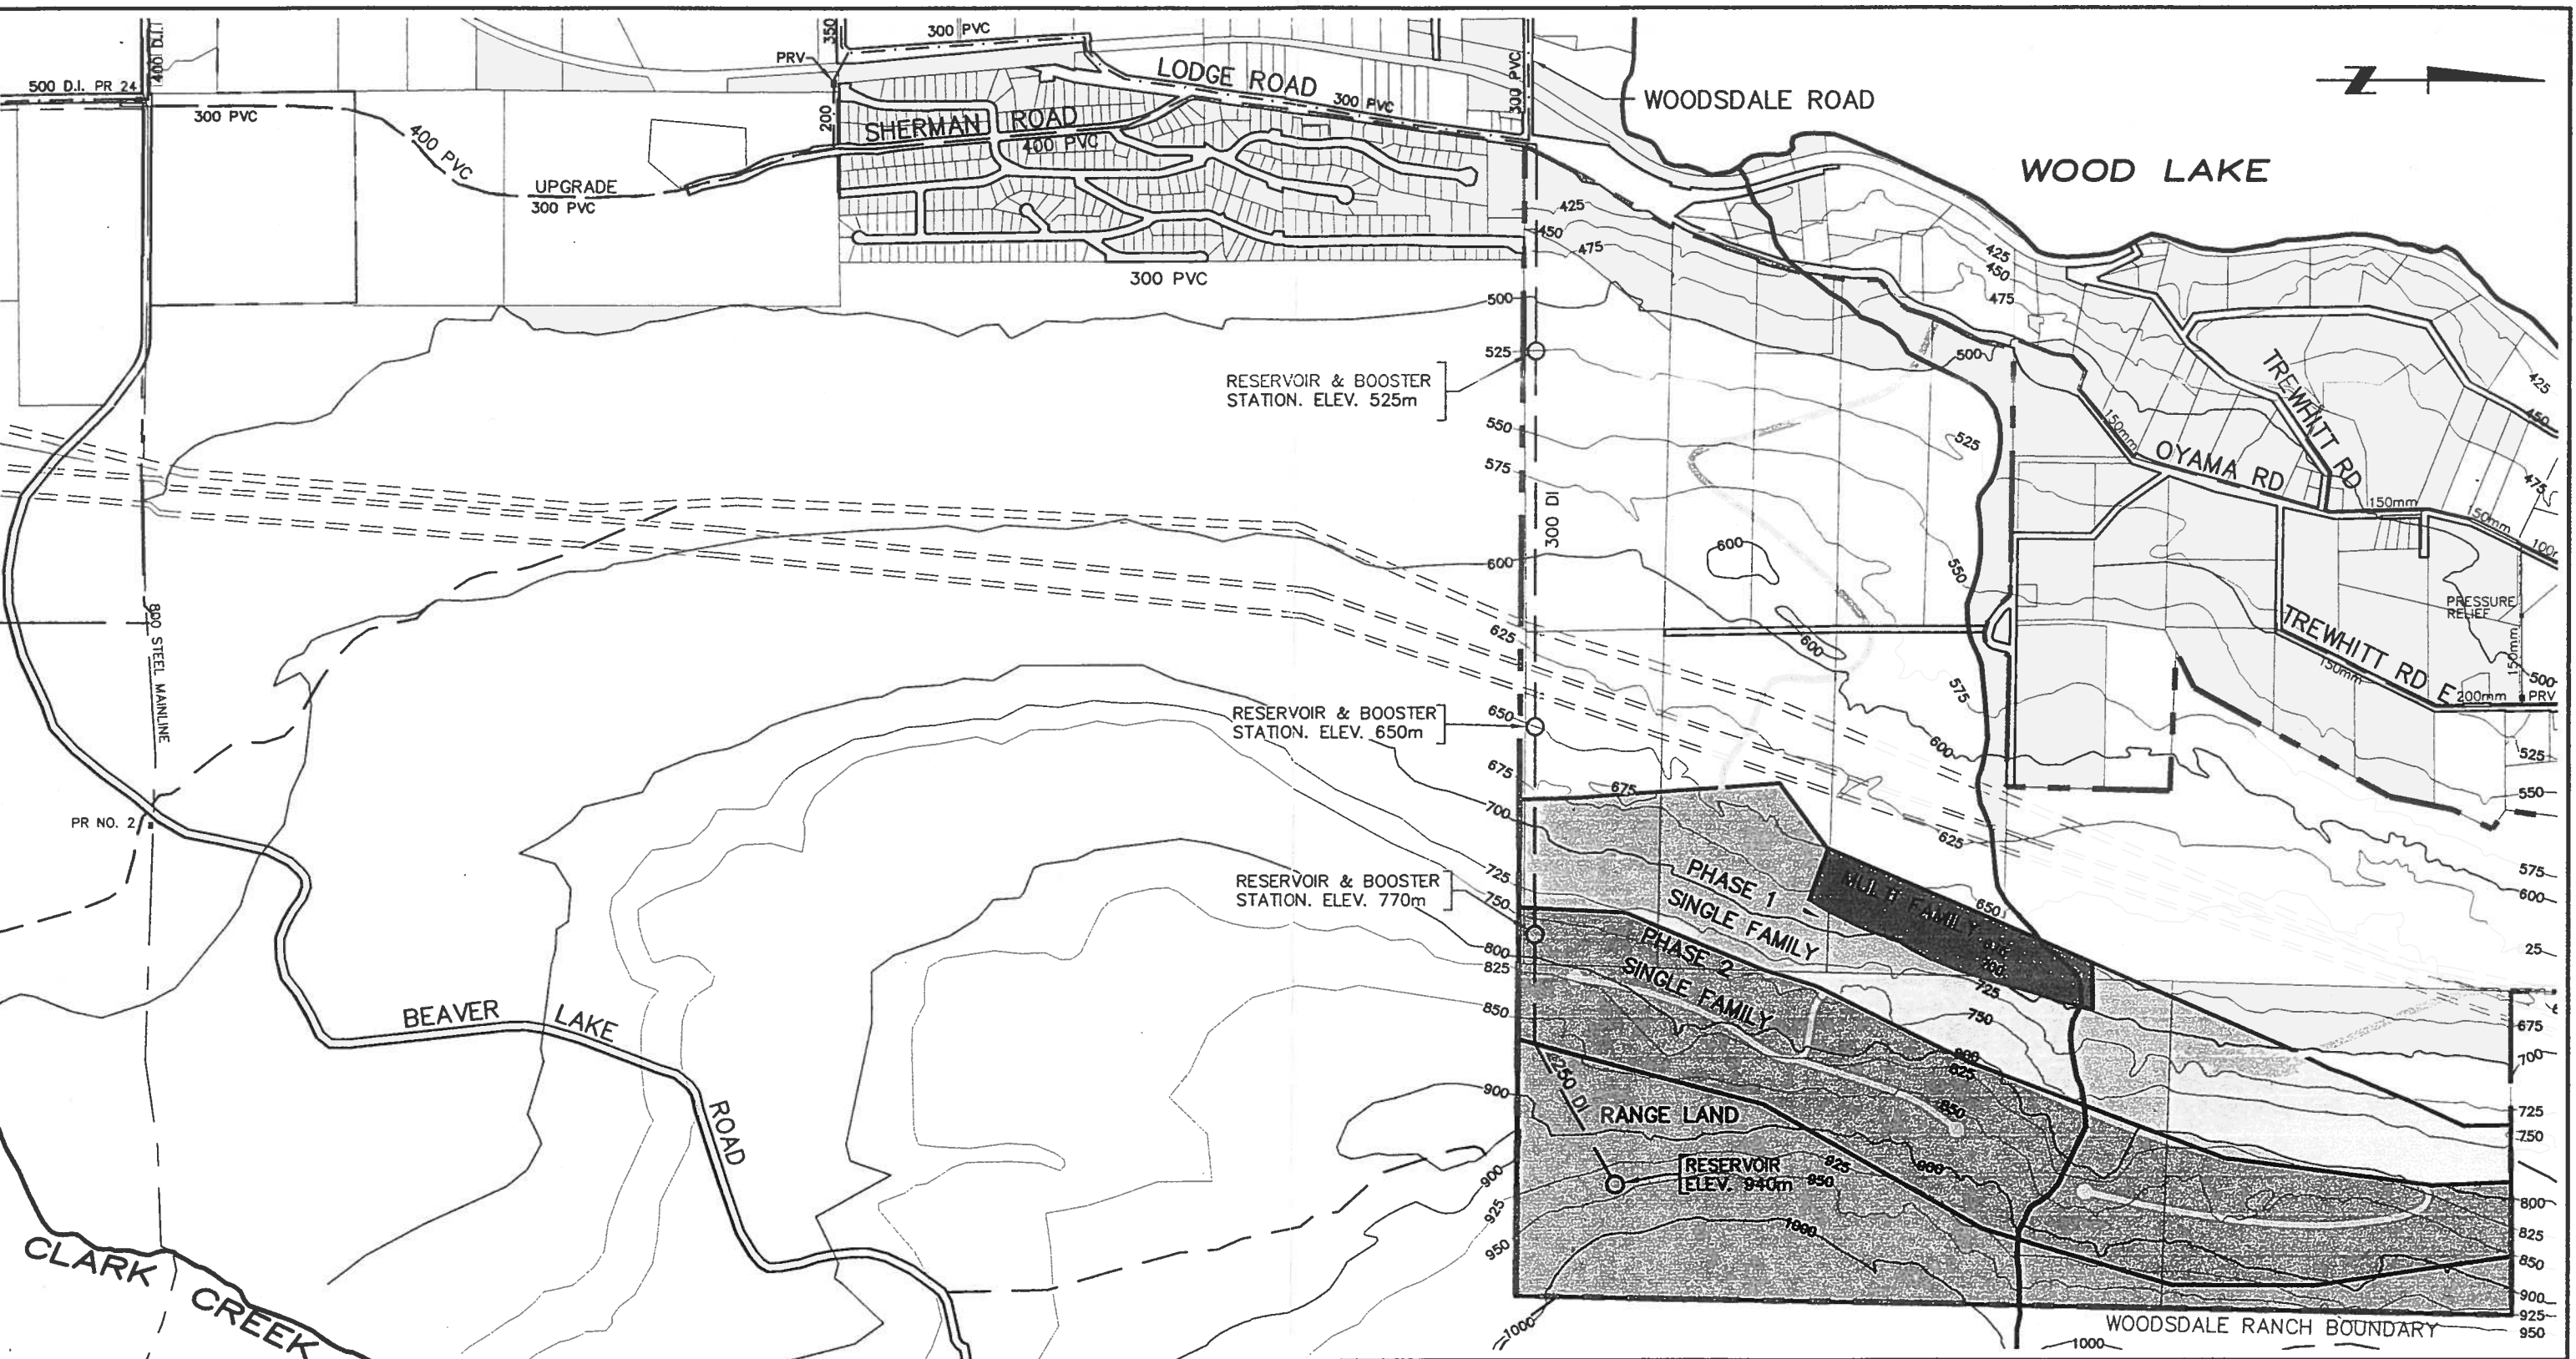 400 D.I.
500 D.I. PR 24
300 PVC
400 PVC
UPGRADE
300 PVC
PRV
350
200
300 PVC
LODGE ROAD
300 PVC
SHERMAN ROAD
400 PVC
300 PVC
300 PVC
WOODSDALE ROAD
Z
WOOD LAKE
425
450
475
500
525
550
575
600
625
650
675
700
725
750
800
825
850
900
900
925
950
1000
RESERVOIR & BOOSTER
STATION. ELEV. 525m
300 DI
RESERVOIR & BOOSTER
STATION. ELEV. 650m
RESERVOIR & BOOSTER
STATION. ELEV. 770m
425
450
475
500
525
550
575
600
600
600
625
650
675
TREWHITT RD
OYAMA RD
150mm
150mm
150mm
425
450
475
PRESSURE
RELIEF
150mm
TREWHITT RD E
150mm
200mm
PRV
500
525
550
575
600
25
675
700
725
750
800
825
850
900
925
950
800 STEEL MAINLINE
PR NO. 2
BEAVER LAKE ROAD
CLARK CREEK
PHASE 1
SINGLE FAMILY
MULTI FAMILY
700
725
750
PHASE 2
SINGLE FAMILY
800
825
850
250 DI
RANGE LAND
RESERVOIR
ELEV. 940m
900
925
950
1000
WOODSDALE RANCH BOUNDARY
1000